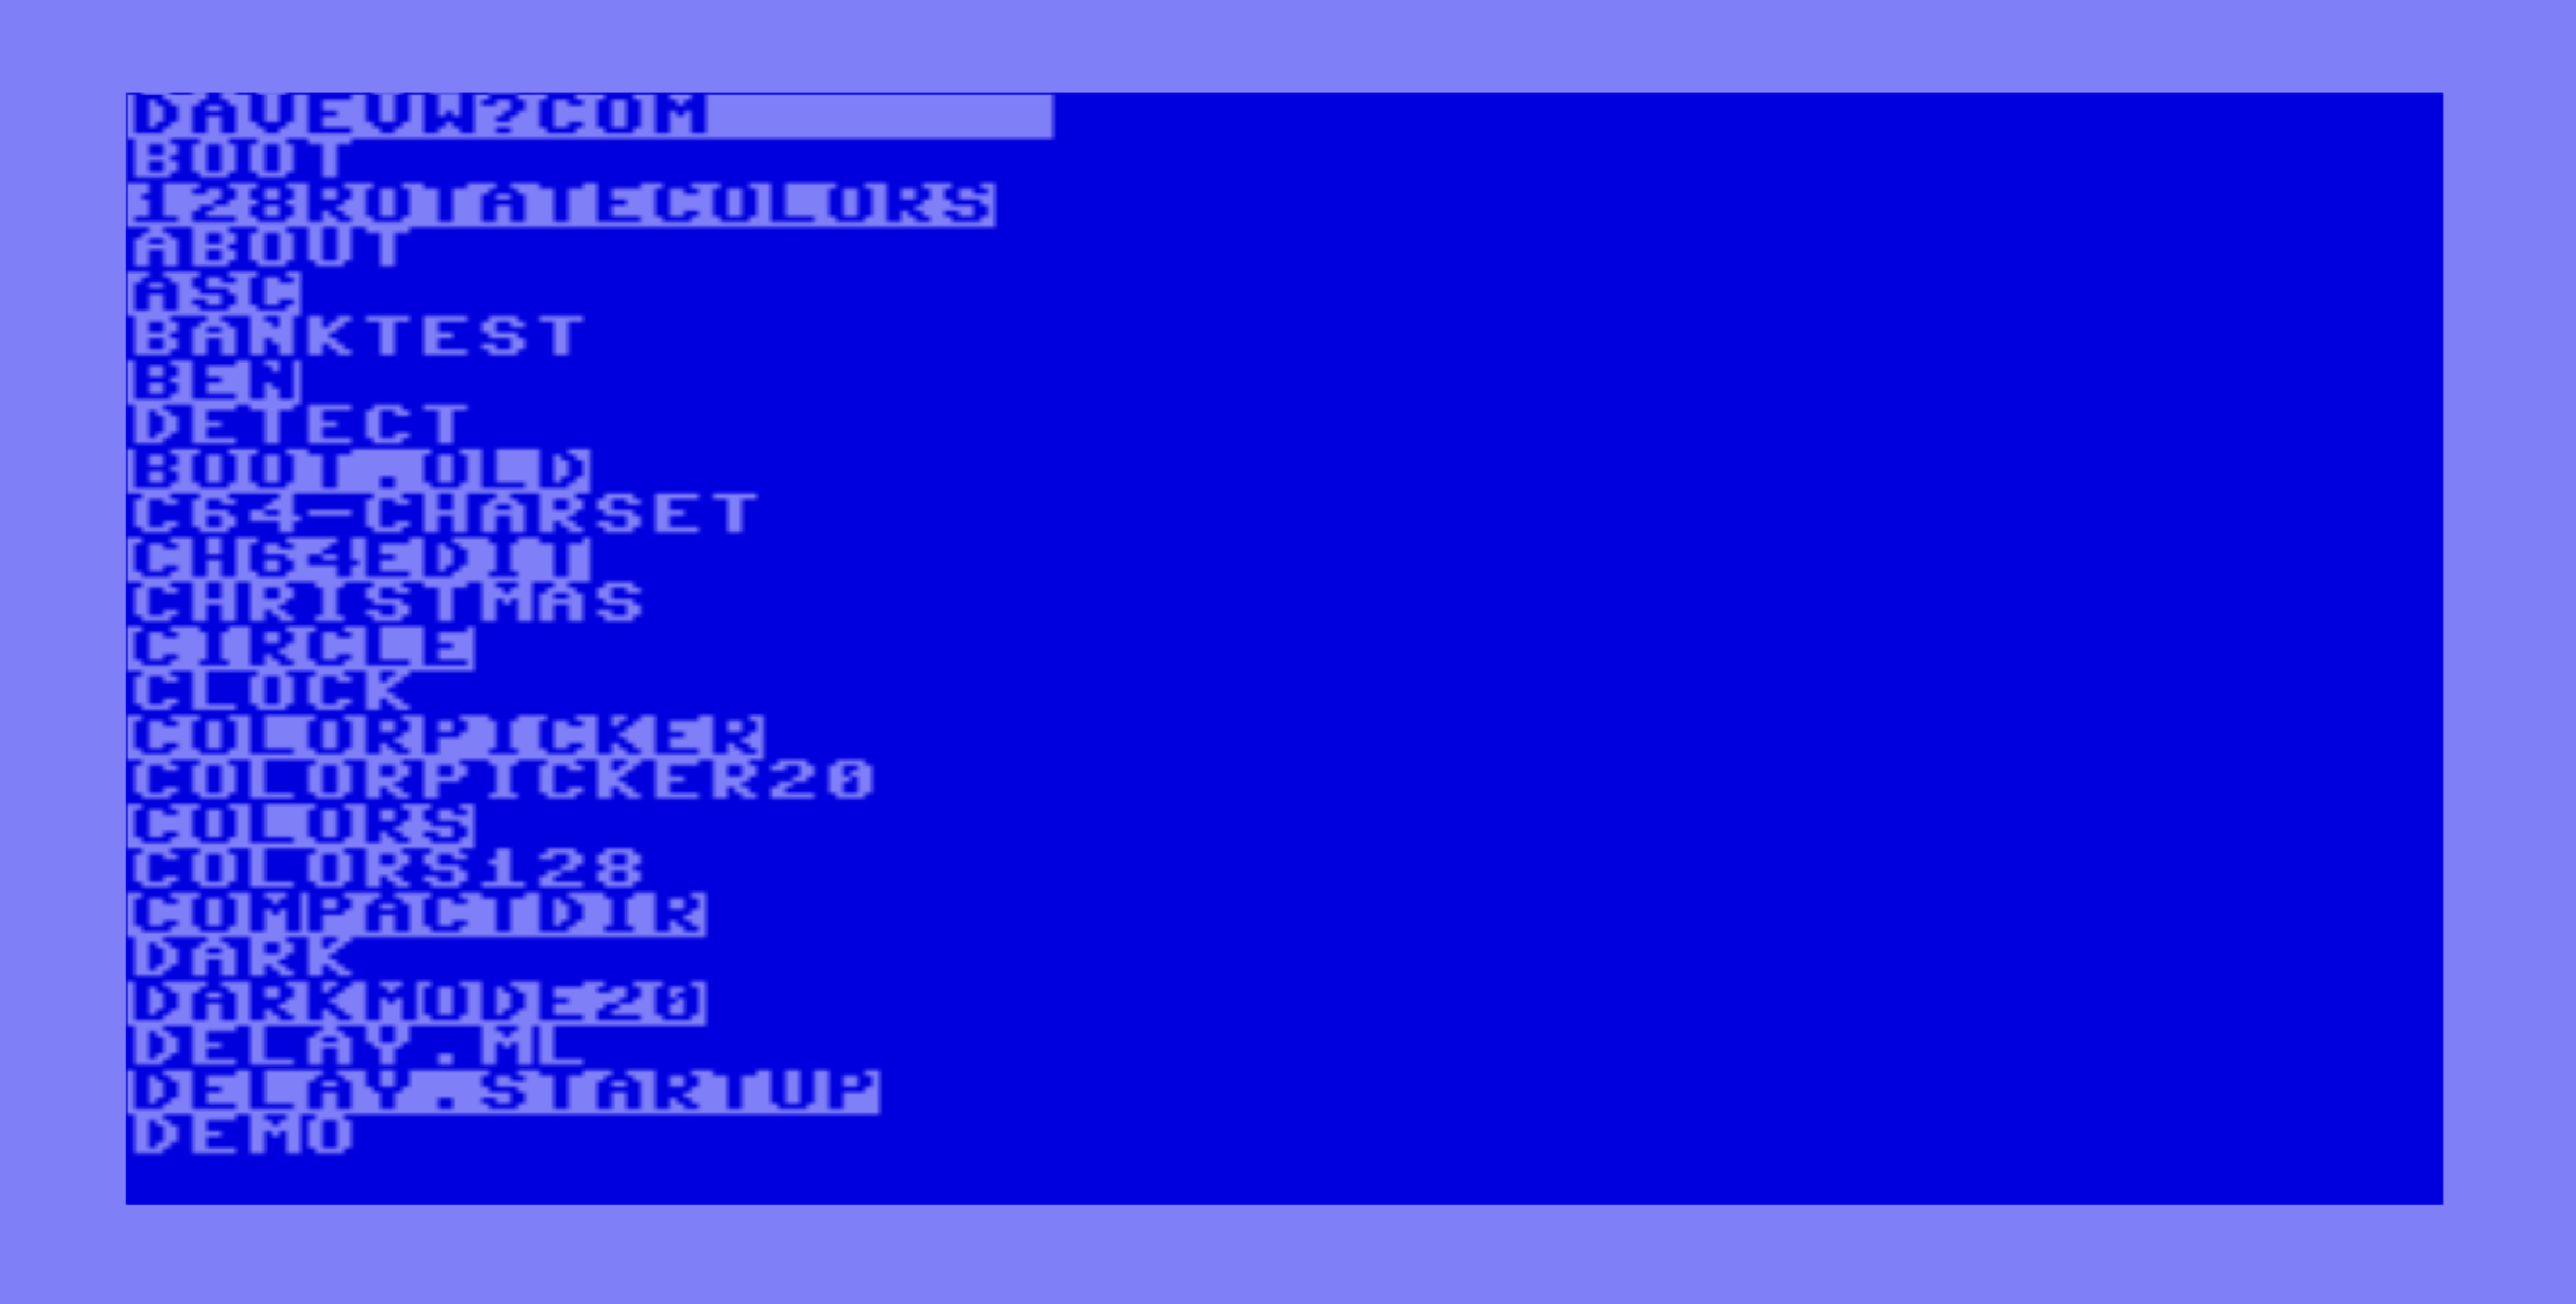 DAVEVW?COM
BOOT
128ROTATECOLORS
ABOUT
ASC
BANKTEST
BEN
DETECT
BOOT.OLD
C64-CHARSET
CH64EDIT
CHRISTMAS
CIRCLE
CLOCK
COLORPICKER
COLORPICKER20
COLORS
COLORS128
COMPACTDIR
DARK
DARKMODE20
DELAY.ML
DELAY.STARTUP
DEMO